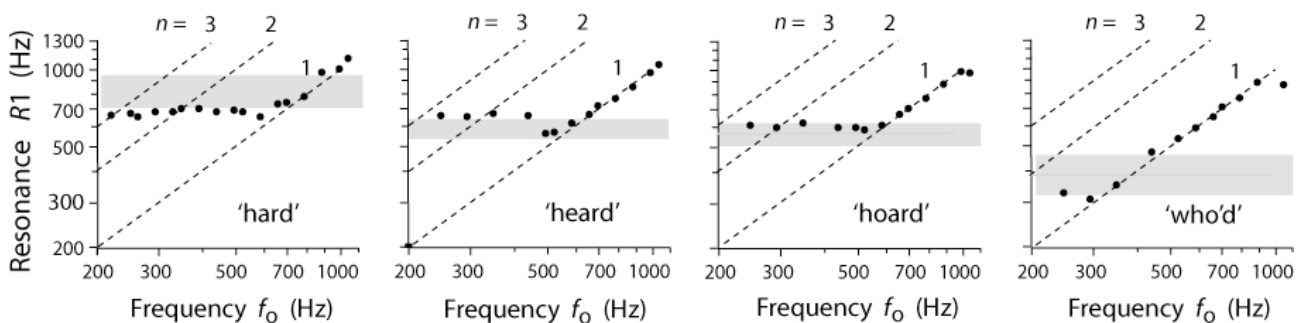 n = 3 2
n = 3 2
n = 3 2
n = 3 2
Resonance R1 (Hz)
1300
1000
700
500
300
200
1
1
1
1
'hard'
'heard'
'hoard'
'who'd'
200 300 500 700 1000
200 300 500 700 1000
200 300 500 700 1000
200 300 500 700 1000
Frequency fo (Hz)
Frequency fo (Hz)
Frequency fo (Hz)
Frequency fo (Hz)